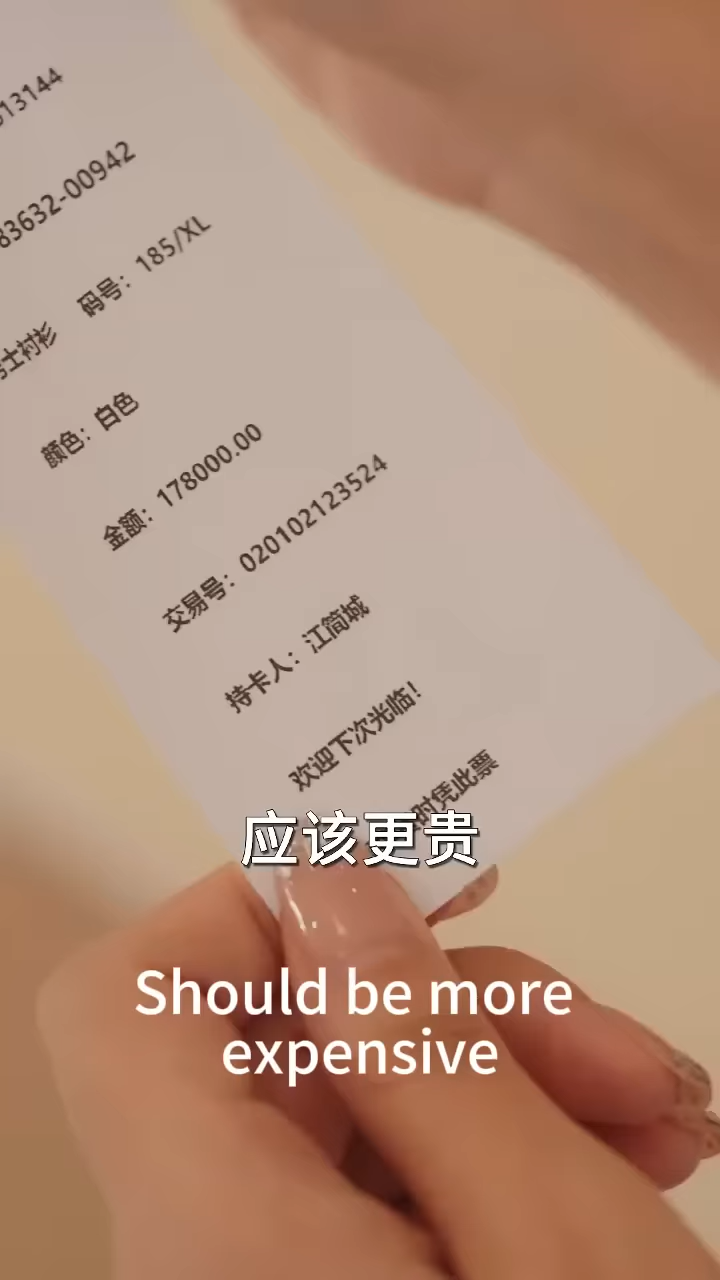 013144
83632-00942
男士衬衫 码号：185/XL
颜色：白色
金额：178000.00
交易号：020102123524
持卡人：江简城
欢迎下次光临！
时凭此票
应该更贵
Should be more
expensive